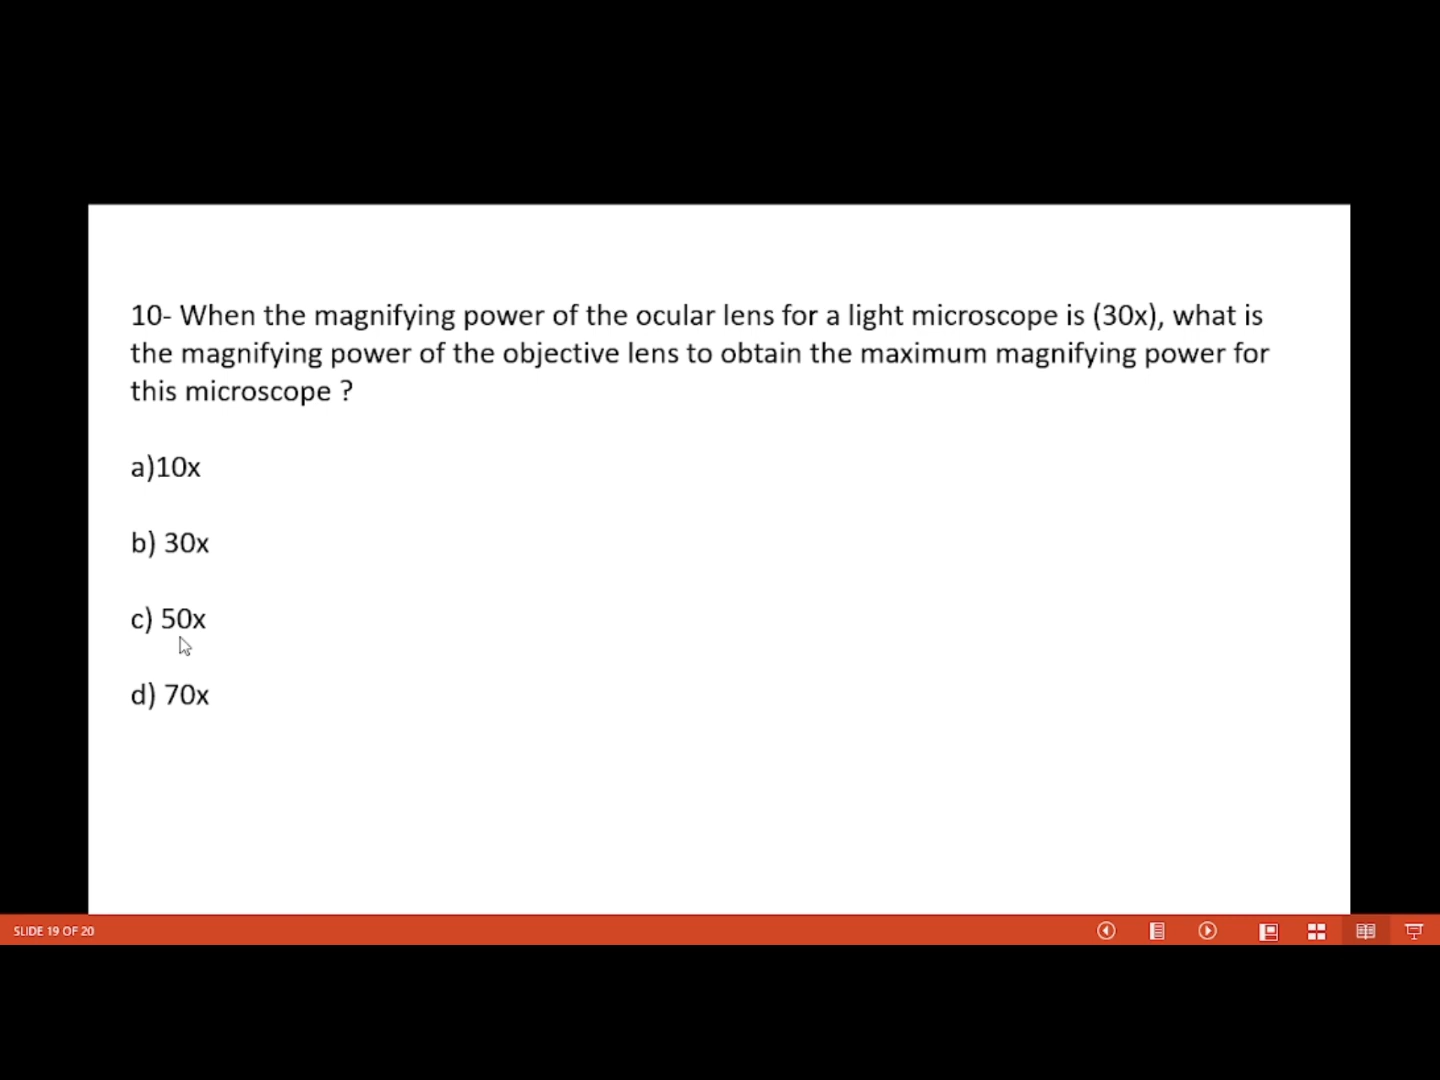 10- When the magnifying power of the ocular lens for a light microscope is (30x), what is
the magnifying power of the objective lens to obtain the maximum magnifying power for
this microscope ?
a)10x
b) 30x
c) 50x
d) 70x
SLIDE 19 OF 20